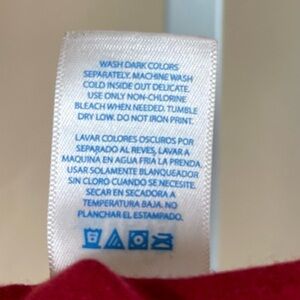 WASH DARK COLORS
SEPARATELY. MACHINE WASH
COLD INSIDE OUT DELICATE.
USE ONLY NON-CHLORINE
BLEACH WHEN NEEDED. TUMBLE
DRY LOW. DO NOT IRON PRINT.
LAVAR COLORES OSCUROS POR
SEPARADO AL REVES, LAVAR A
MAQUINA EN AGUA FRIA LA PRENDA.
USAR SOLAMENTE BLANQUEADOR
SIN CLORO CUANDO SE NECESITE.
SECAR EN SECADORA A
TEMPERATURA BAJA. NO
PLANCHAR EL ESTAMPADO.